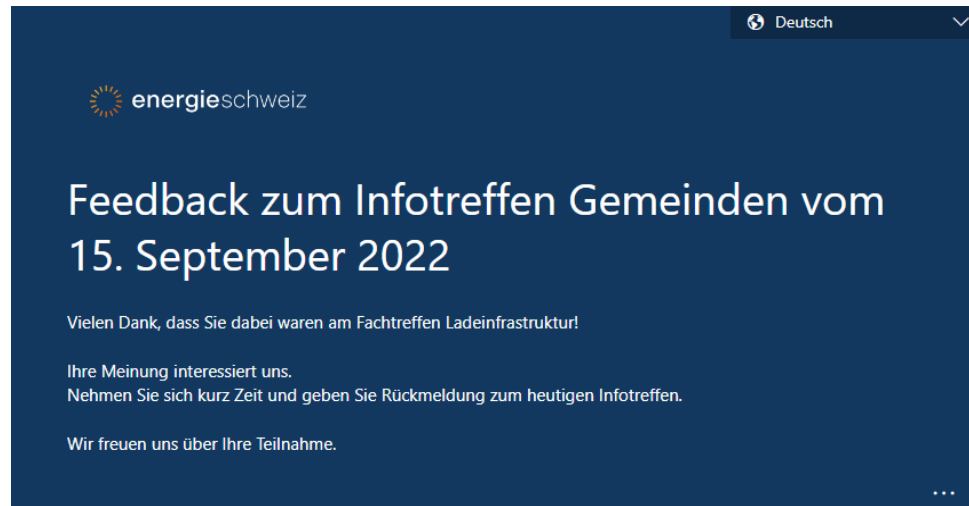 Deutsch
energieschweiz
Feedback zum Infotreffen Gemeinden vom
15. September 2022
Vielen Dank, dass Sie dabei waren am Fachtreffen Ladeinfrastruktur!
Ihre Meinung interessiert uns.
Nehmen Sie sich kurz Zeit und geben Sie Rückmeldung zum heutigen Infotreffen.
Wir freuen uns über Ihre Teilnahme.
...